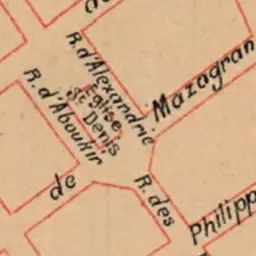 R. d'Alexandrie
Mazagran
Eglise
St Denis
R. d'Aboukir
de
R. des
Philipp